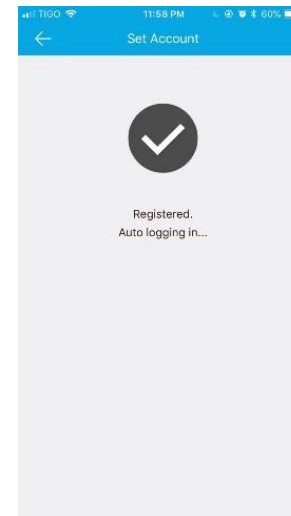 TIGO 11:58 PM 60%
Set Account
Registered.
Auto logging in...